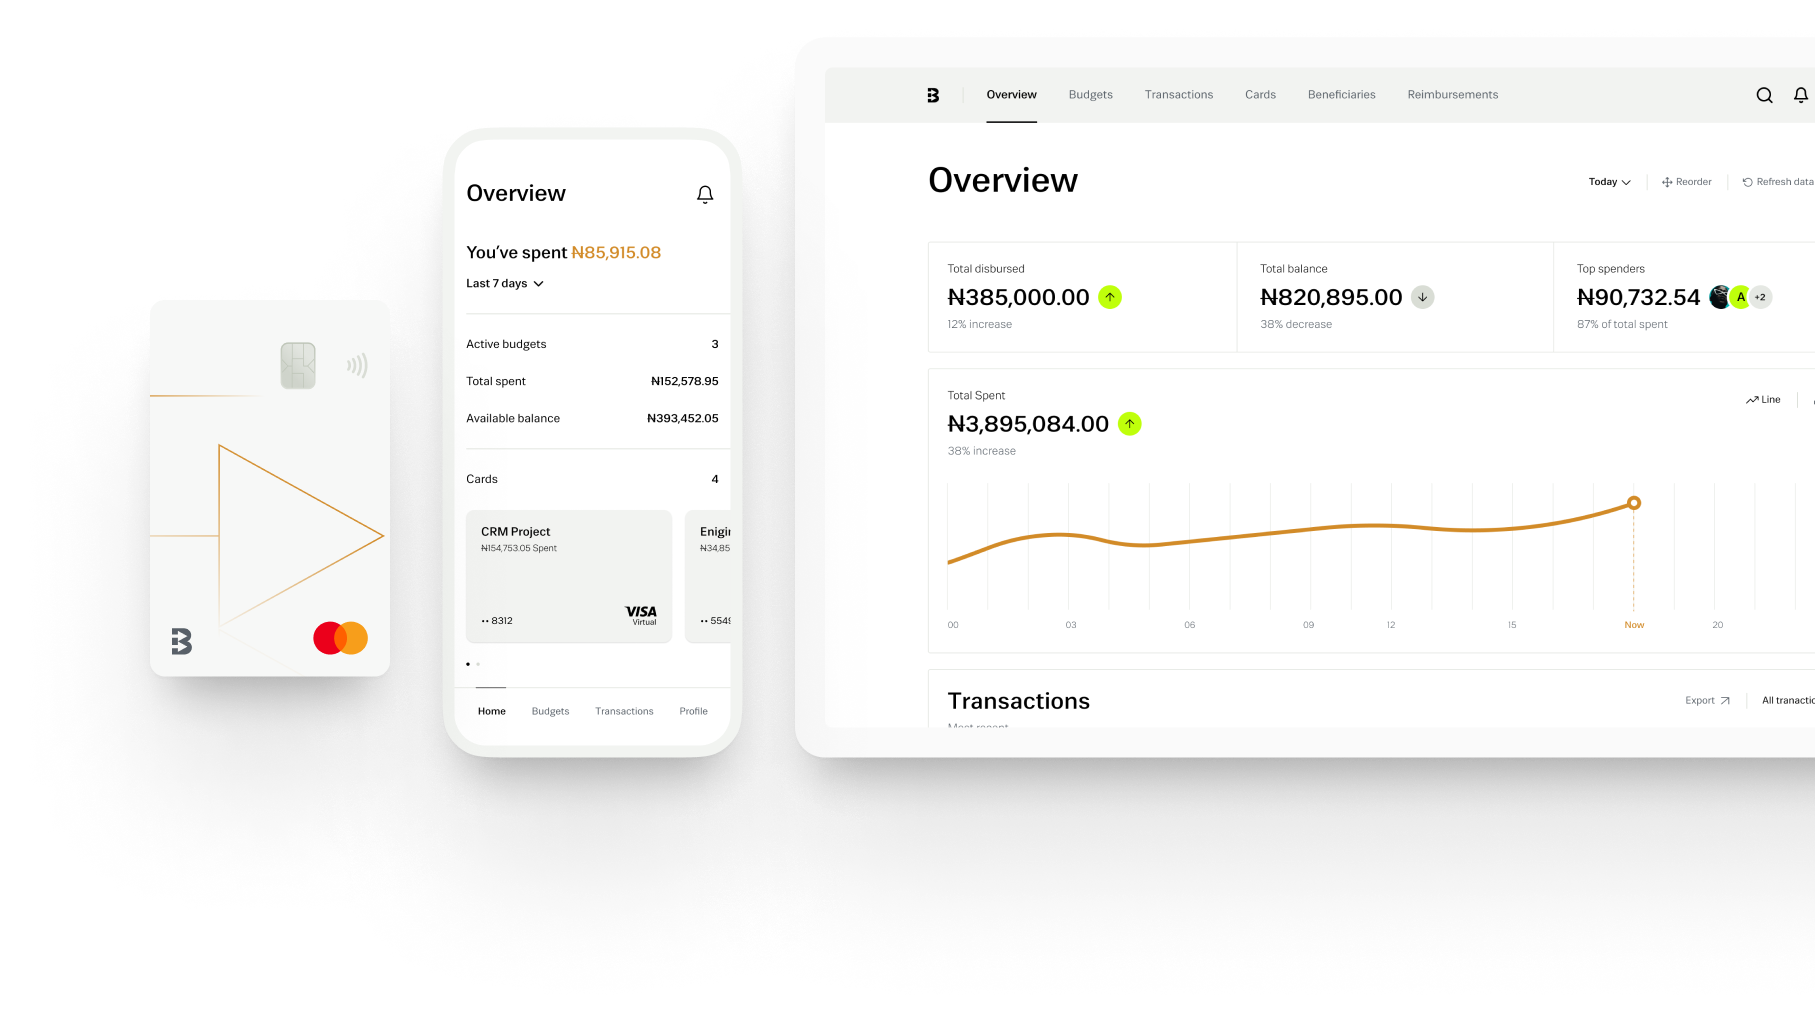 Overview
You’ve spent ₦85,915.08
Last 7 days
Active budgets 3
Total spent ₦152,578.95
Available balance ₦393,452.05
Cards 4
CRM Project
₦154,753.05 Spent
•• 8312
VISA
Virtual
Enigi
₦34,85
•• 554
Home Budgets Transactions Profile
B Overview Budgets Transactions Cards Beneficiaries Reimbursements
Overview
Today Reorder Refresh data
Total disbursed
₦385,000.00
12% increase
Total balance
₦820,895.00
38% decrease
Top spenders
₦90,732.54 A +2
87% of total spent
Total Spent
₦3,895,084.00
38% increase
Line
00 03 06 09 12 15 Now 20
Transactions
Export All tranactio
Most recent